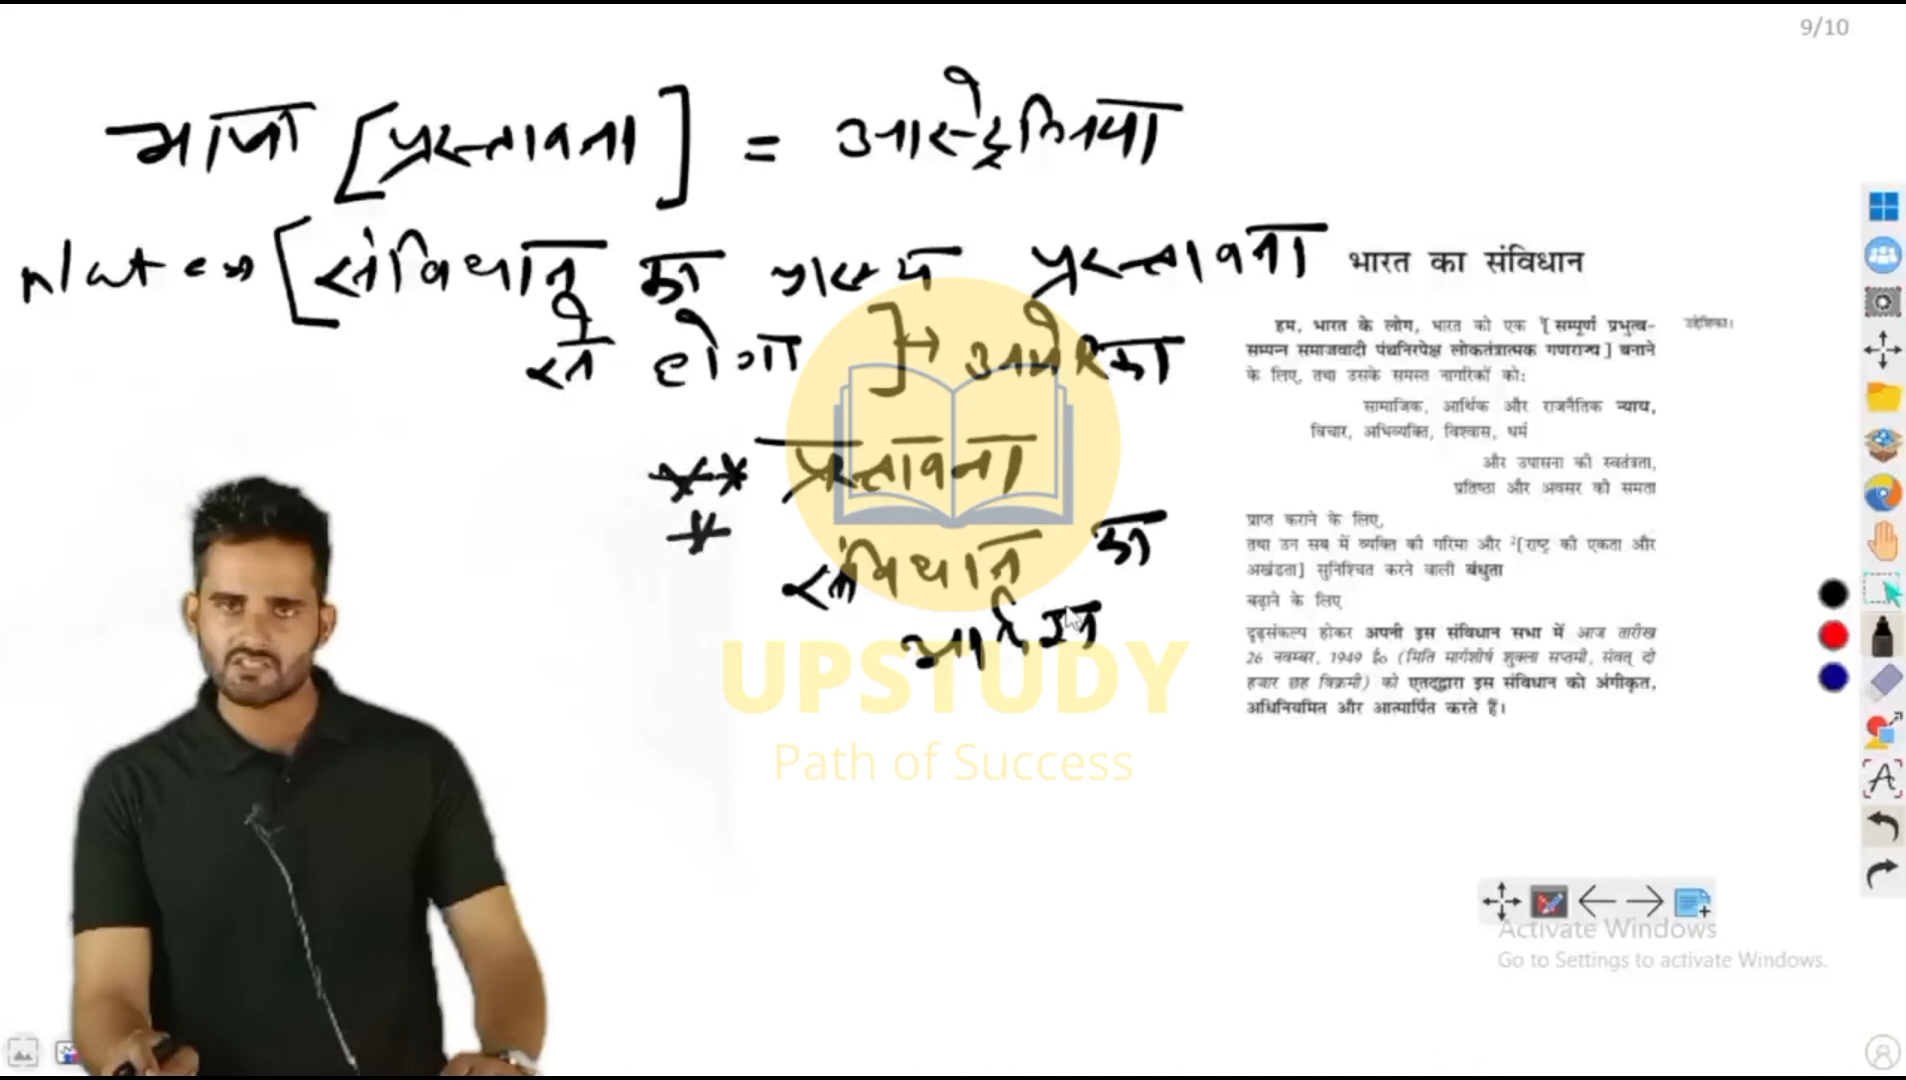 9/10
भाषा [प्रस्तावना] = आस्ट्रेलिया
[संविधान का प्रारम्भ प्रस्तावना
से होगा] → अमेरिका
** प्रस्तावना
*
संविधान का
भारत का संविधान
हम, भारत के लोग, भारत को एक ¹[सम्पूर्ण प्रभुत्व-
सम्पन्न समाजवादी पंथनिरपेक्ष लोकतंत्रात्मक गणराज्य] बनाने
के लिए, तथा उसके समस्त नागरिकों को:
उद्देशिका।
सामाजिक, आर्थिक और राजनैतिक न्याय,
विचार, अभिव्यक्ति, विश्वास, धर्म
और उपासना की स्वतंत्रता,
प्रतिष्ठा और अवसर की समता
प्राप्त कराने के लिए,
तथा उन सब में व्यक्ति की गरिमा और ²[राष्ट्र की एकता और
अखंडता] सुनिश्चित करने वाली बंधुता
बढ़ाने के लिए
दृढ़संकल्प होकर अपनी इस संविधान सभा में आज तारीख
26 नवम्बर, 1949 ई० (मिति मार्गशीर्ष शुक्ला सप्तमी, संवत् दो
हजार छह विक्रमी) को एतद्द्वारा इस संविधान को अंगीकृत,
अधिनियमित और आत्मार्पित करते हैं।
UPSTUDY
Path of Success
Activate Windows
Go to Settings to activate Windows.